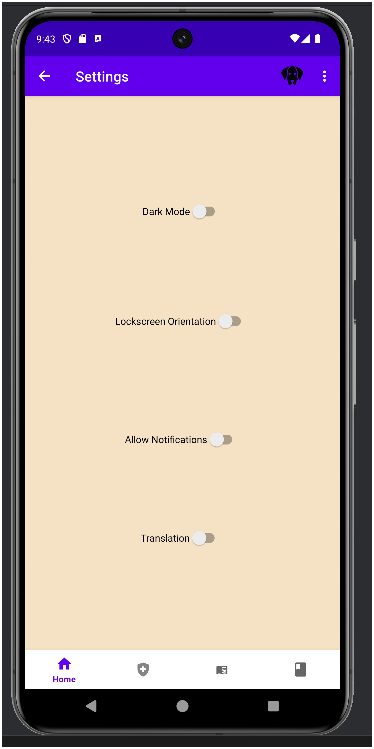 9:43
Settings
Dark Mode
Lockscreen Orientation
Allow Notifications
Translation
Home